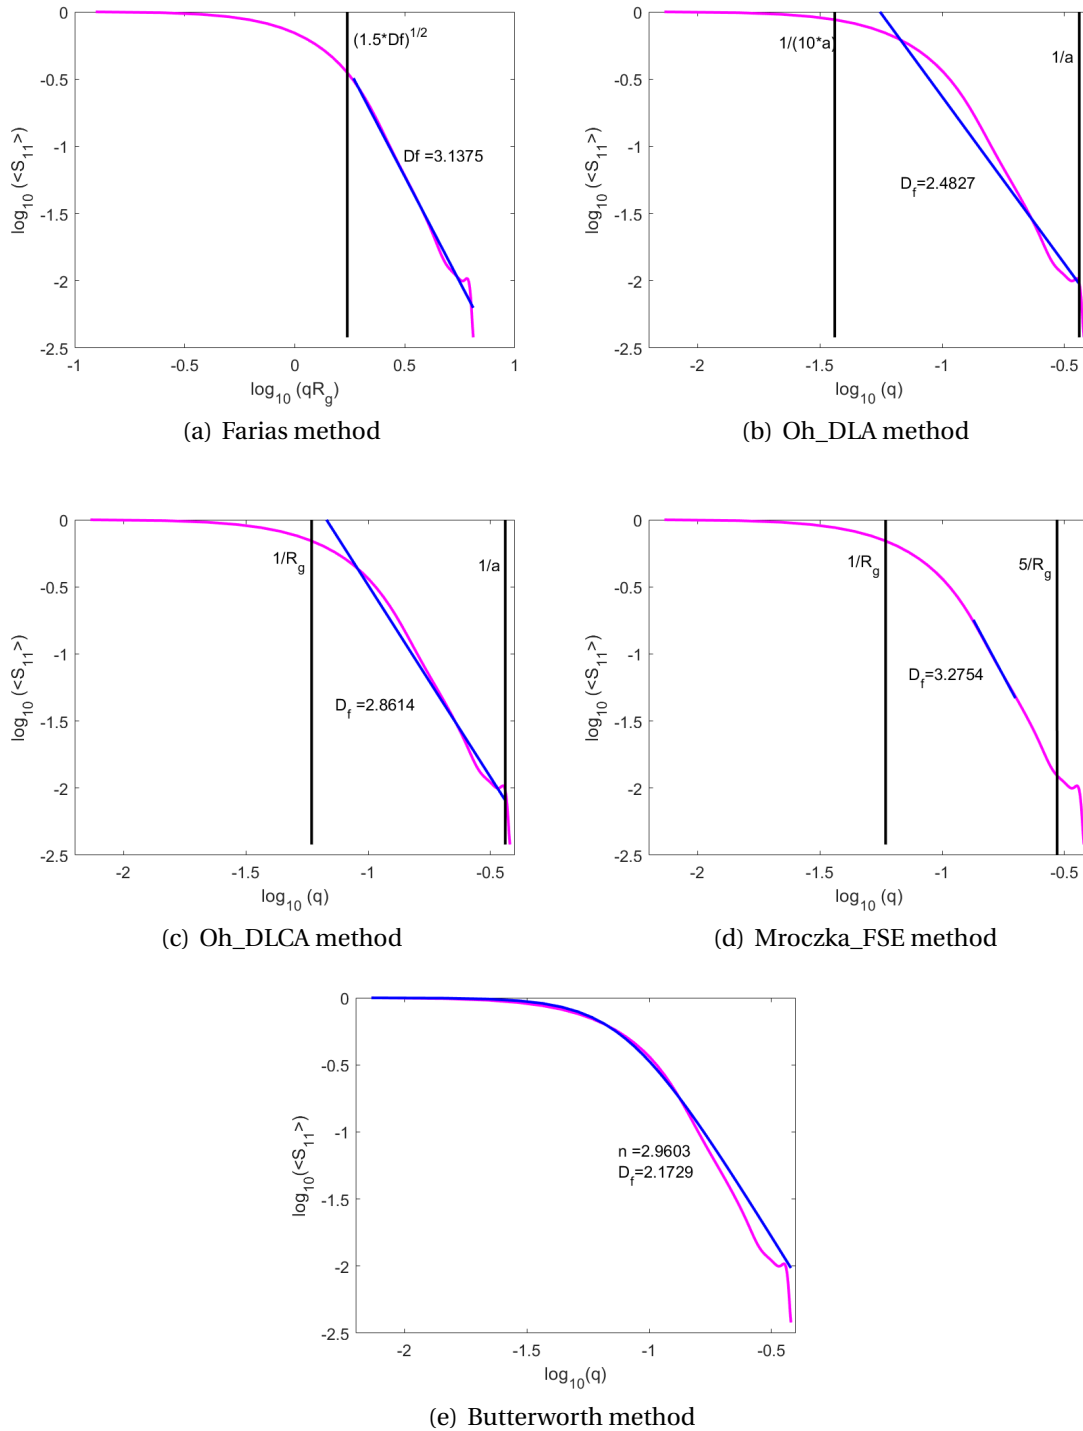 0
-0.5
-1
-1.5
-2
-2.5
-1
-0.5
0
0.5
1
log10 (<S11>)
log10 (qRg)
(1.5*Df)1/2
Df =3.1375
(a) Farias method
0
-0.5
-1
-1.5
-2
-2.5
-2
-1.5
-1
-0.5
log10 (<S11>)
log10 (q)
1/(10*a)
1/a
Df=2.4827
(b) Oh_DLA method
0
-0.5
-1
-1.5
-2
-2.5
-2
-1.5
-1
-0.5
log10 (<S11>)
log10 (q)
1/Rg
1/a
Df =2.8614
(c) Oh_DLCA method
0
-0.5
-1
-1.5
-2
-2.5
-2
-1.5
-1
-0.5
log10 (<S11>)
log10 (q)
1/Rg
5/Rg
Df=3.2754
(d) Mroczka_FSE method
0
-0.5
-1
-1.5
-2
-2.5
-2
-1.5
-1
-0.5
log10(<S11>)
log10(q)
n =2.9603
Df=2.1729
(e) Butterworth method